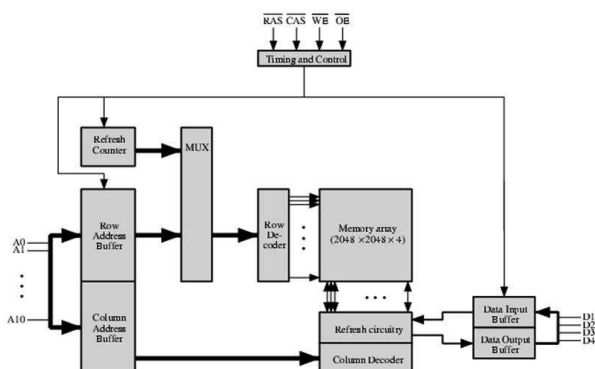 RAS CAS WE OE
Timing and Control
Refresh
Counter
MUX
Row
Address
Buffer
Row
De-
coder
Memory array
(2048 ×2048× 4)
A0
A1
A10
Column
Address
Buffer
Refresh circuitry
Column Decoder
Data Input
Buffer
Data Output
Buffer
D1
D2
D3
D4